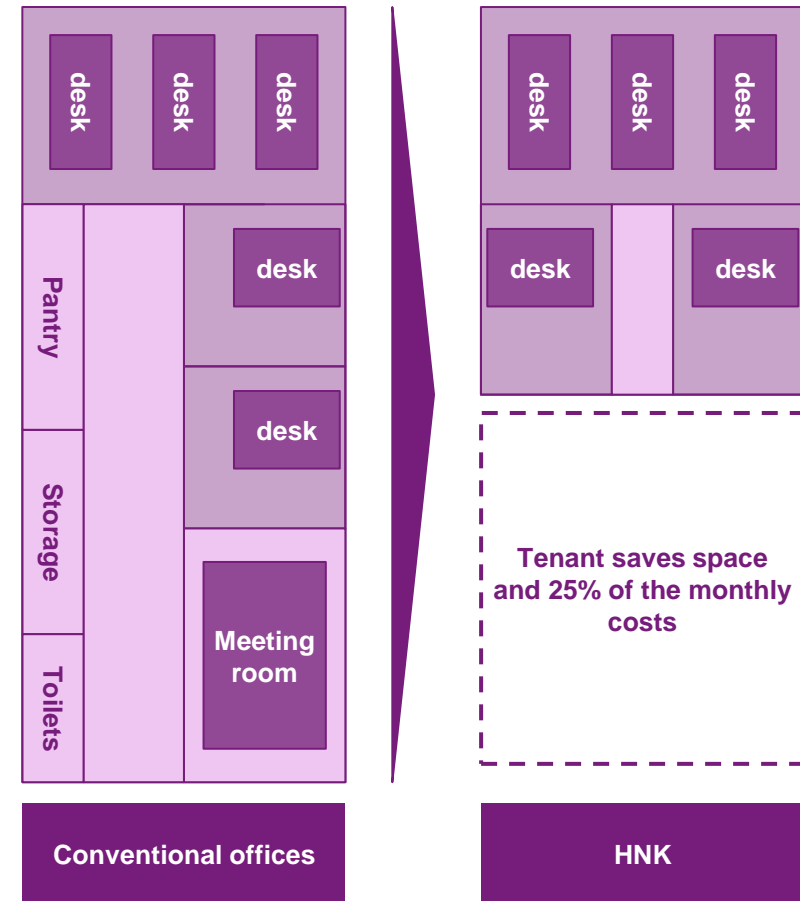 desk
desk
desk
desk
desk
Pantry
Storage
Toilets
Meeting
room
Conventional offices
desk
desk
desk
desk
desk
Tenant saves space
and 25% of the monthly
costs
HNK